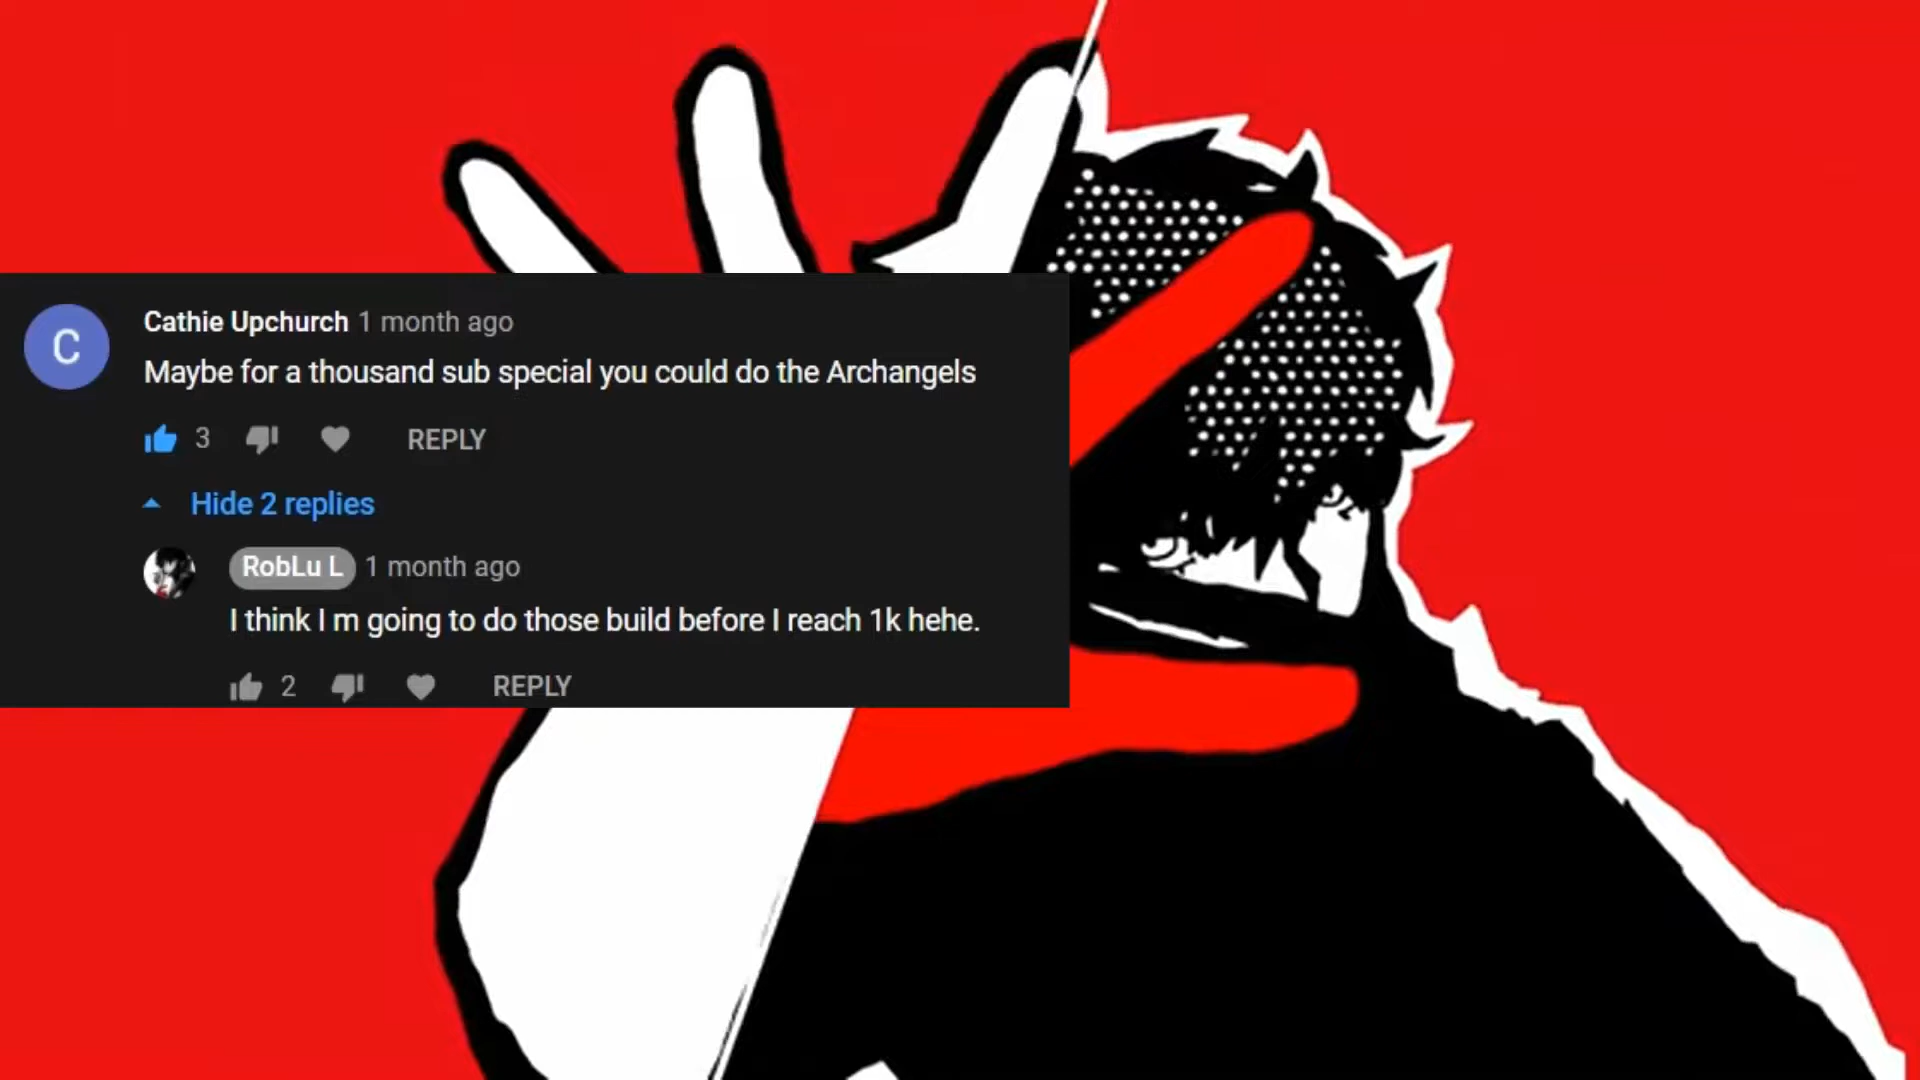 C
Cathie Upchurch 1 month ago
Maybe for a thousand sub special you could do the Archangels
3 REPLY
Hide 2 replies
RobLu L 1 month ago
I think I m going to do those build before I reach 1k hehe.
2 REPLY